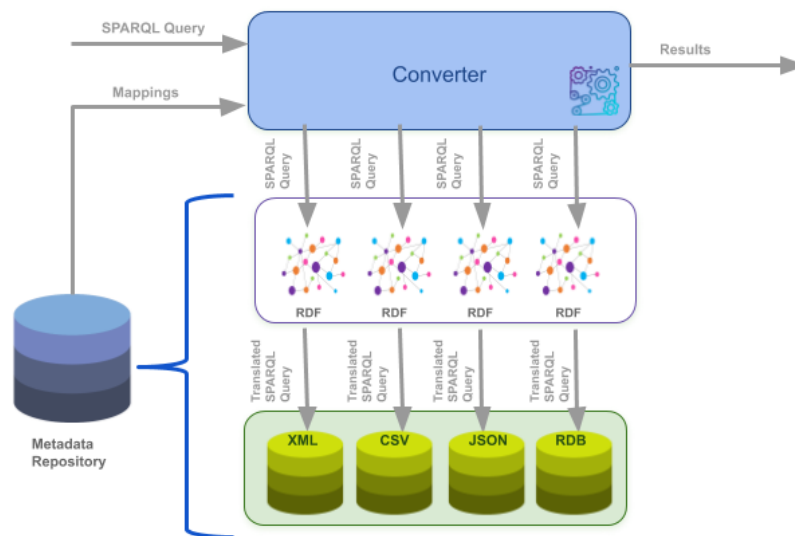 SPARQL Query
Converter
Results
Mappings
SPARQL
Query
SPARQL
Query
SPARQL
Query
SPARQL
Query
RDF
RDF
RDF
RDF
Translated
SPARQL
Query
Translated
SPARQL
Query
Translated
SPARQL
Query
Translated
SPARQL
Query
Metadata
Repository
XML
CSV
JSON
RDB